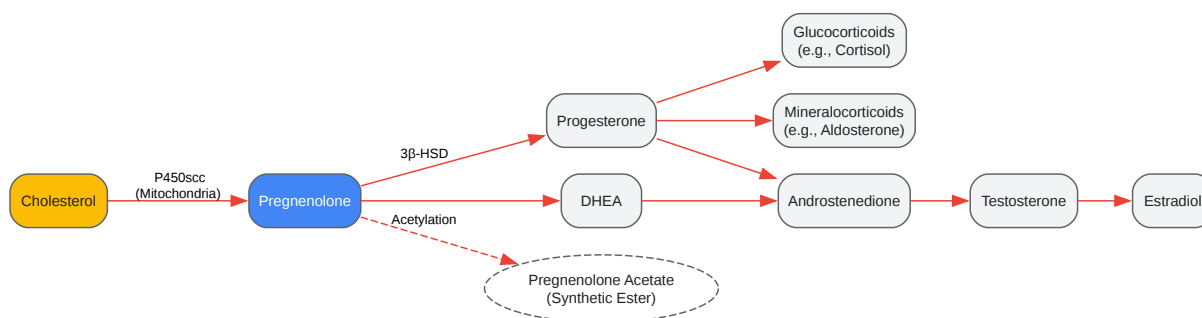 Glucocorticoids
(e.g., Cortisol)
Progesterone
Mineralocorticoids
(e.g., Aldosterone)
3β-HSD
P450scc
(Mitochondria)
Cholesterol
Pregnenolone
DHEA
Androstenedione
Testosterone
Estradiol
Acetylation
Pregnenolone Acetate
(Synthetic Ester)